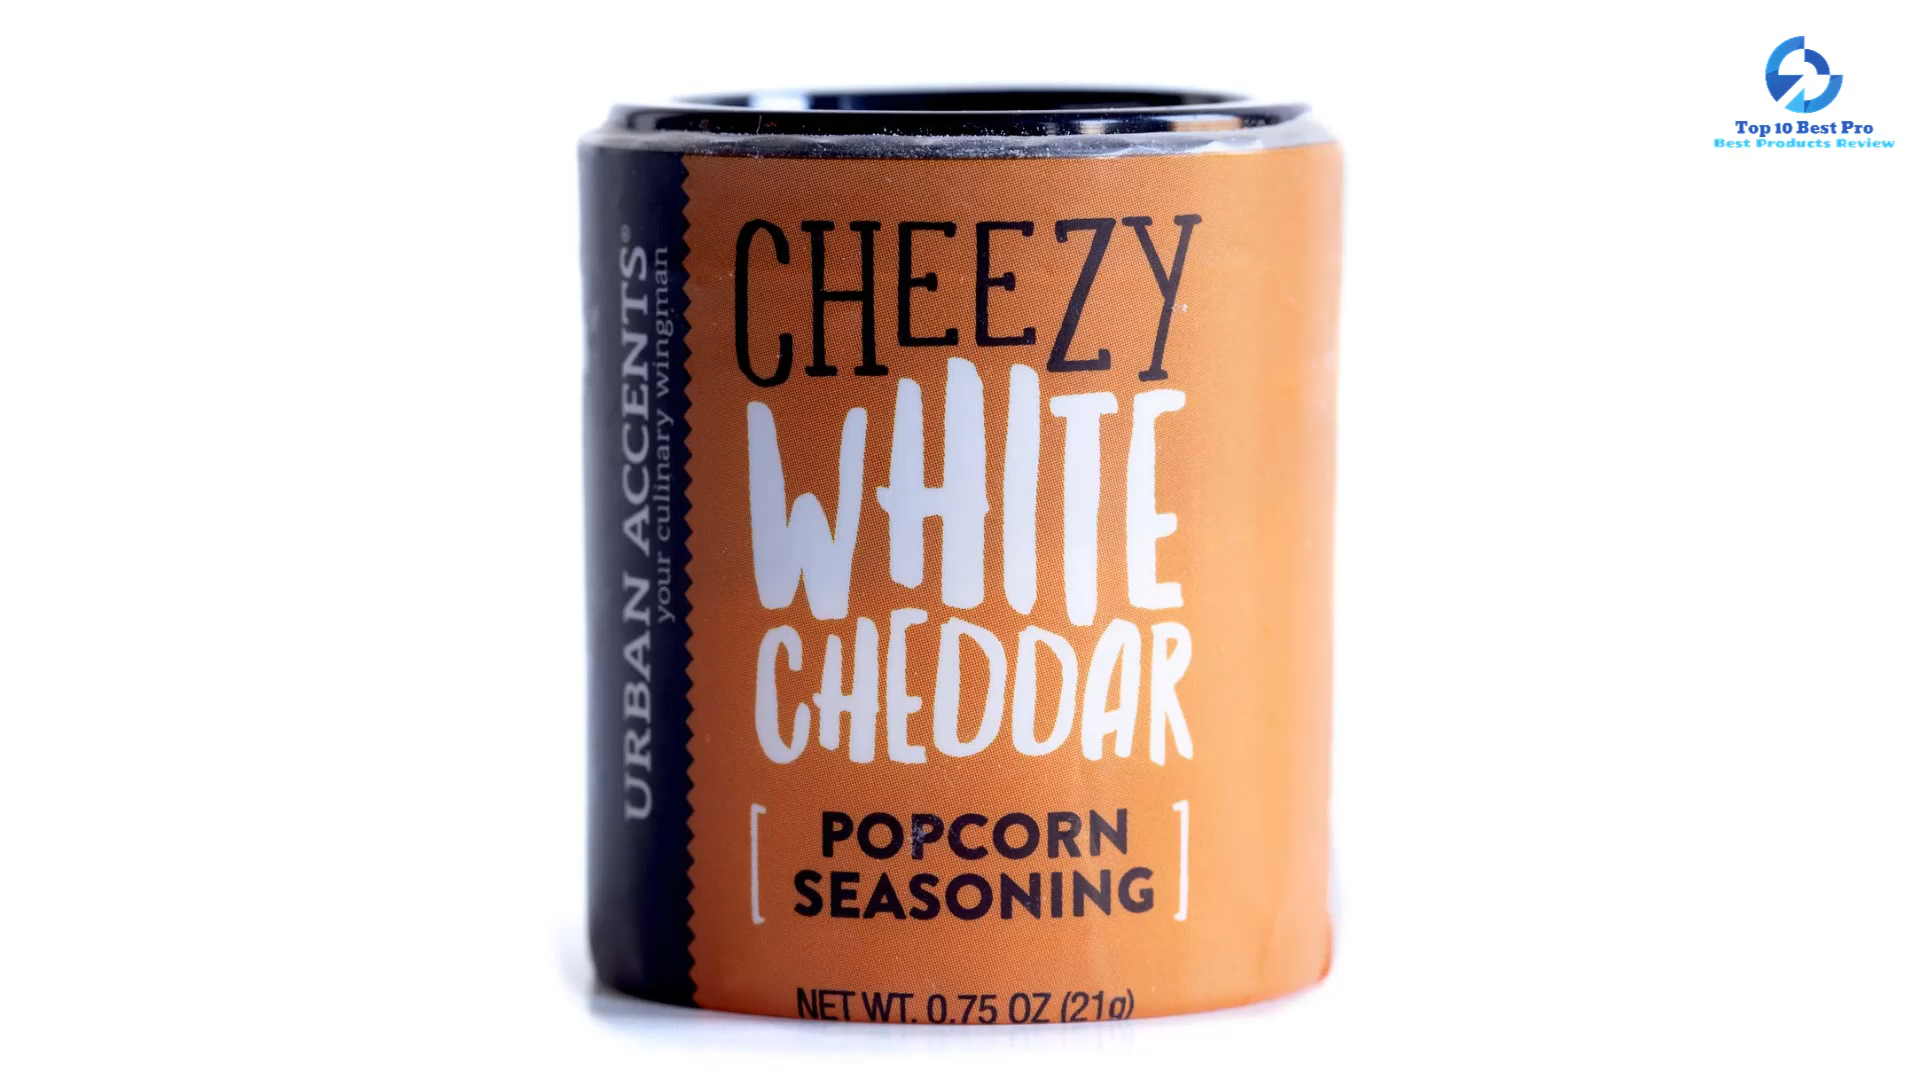 Top 10 Best Pro
Best Products Review
URBAN ACCENTS®
your culinary wingman
CHEEZY
WHITE
CHEDDAR
[ POPCORN
SEASONING ]
NET WT. 0.75 OZ (21g)